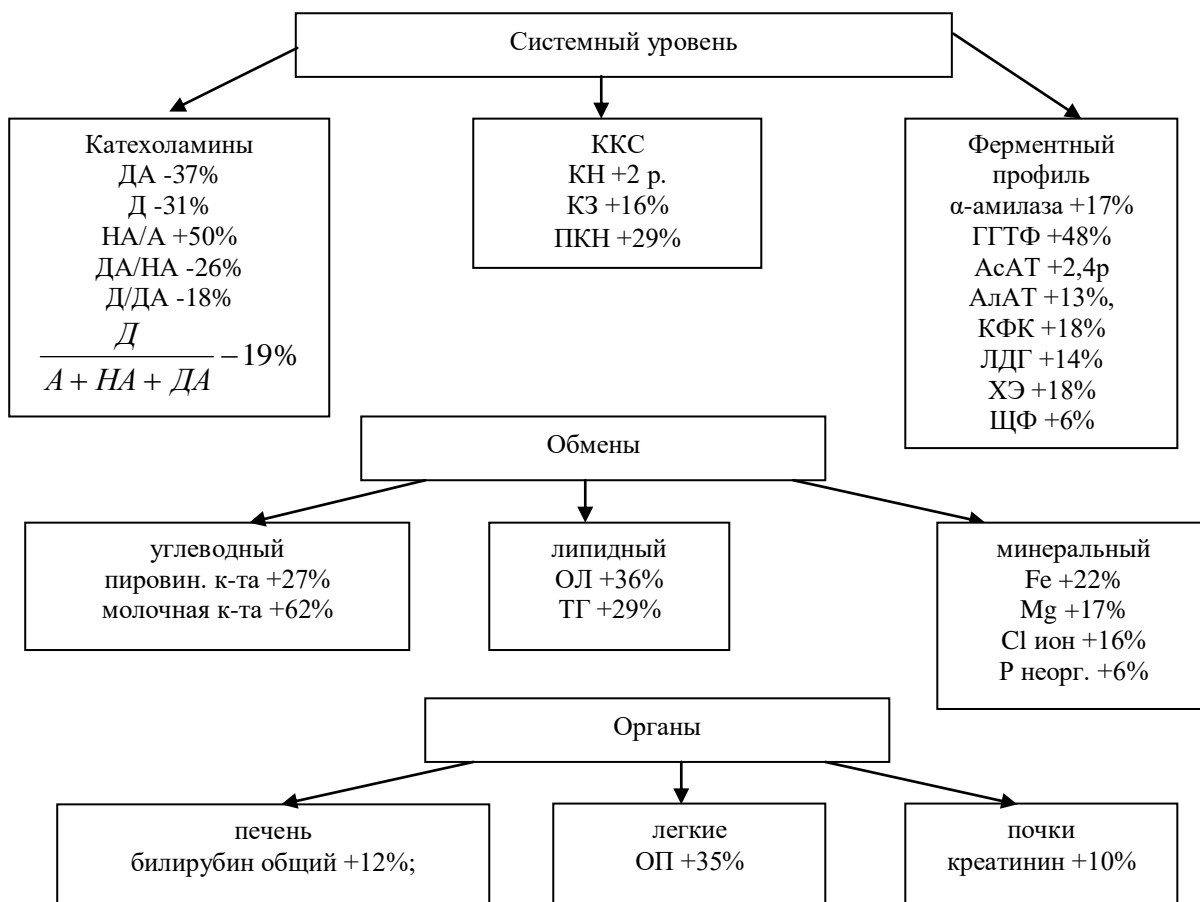 Системный уровень
Катехоламины
ДА -37%
Д -31%
НА/А +50%
ДА/НА -26%
Д/ДА -18%
Д
А + НА + ДА
−19%
ККС
КН +2 р.
КЗ +16%
ПКН +29%
Ферментный
профиль
α-амилаза +17%
ГГТФ +48%
АсАТ +2,4р
АлАТ +13%,
КФК +18%
ЛДГ +14%
ХЭ +18%
ЩФ +6%
Обмены
углеводный
пировин. к-та +27%
молочная к-та +62%
липидный
ОЛ +36%
ТГ +29%
минеральный
Fe +22%
Mg +17%
Cl ион +16%
Р неорг. +6%
Органы
печень
билирубин общий +12%;
легкие
ОП +35%
почки
креатинин +10%